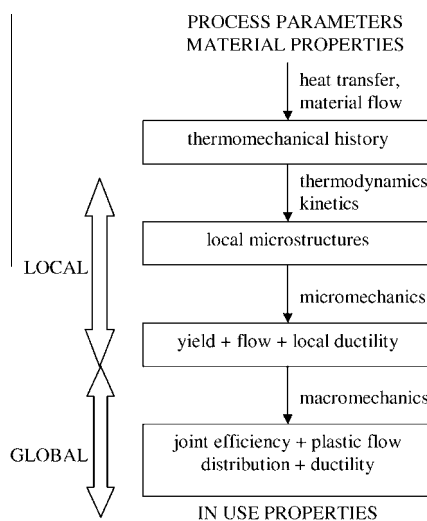 PROCESS PARAMETERS
MATERIAL PROPERTIES
heat transfer,
material flow
thermomechanical history
thermodynamics
kinetics
local microstructures
LOCAL
micromechanics
yield + flow + local ductility
macromechanics
joint efficiency + plastic flow
distribution + ductility
GLOBAL
IN USE PROPERTIES